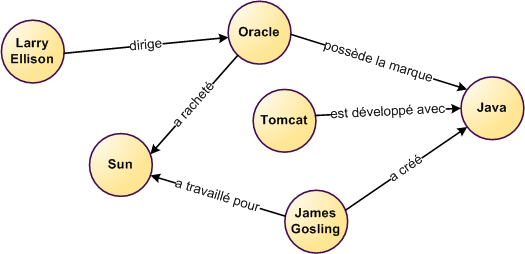 Larry
Ellison
dirige
Oracle
possède la marque
a racheté
Tomcat
est développé avec
Java
Sun
a travaillé pour
a créé
James
Gosling